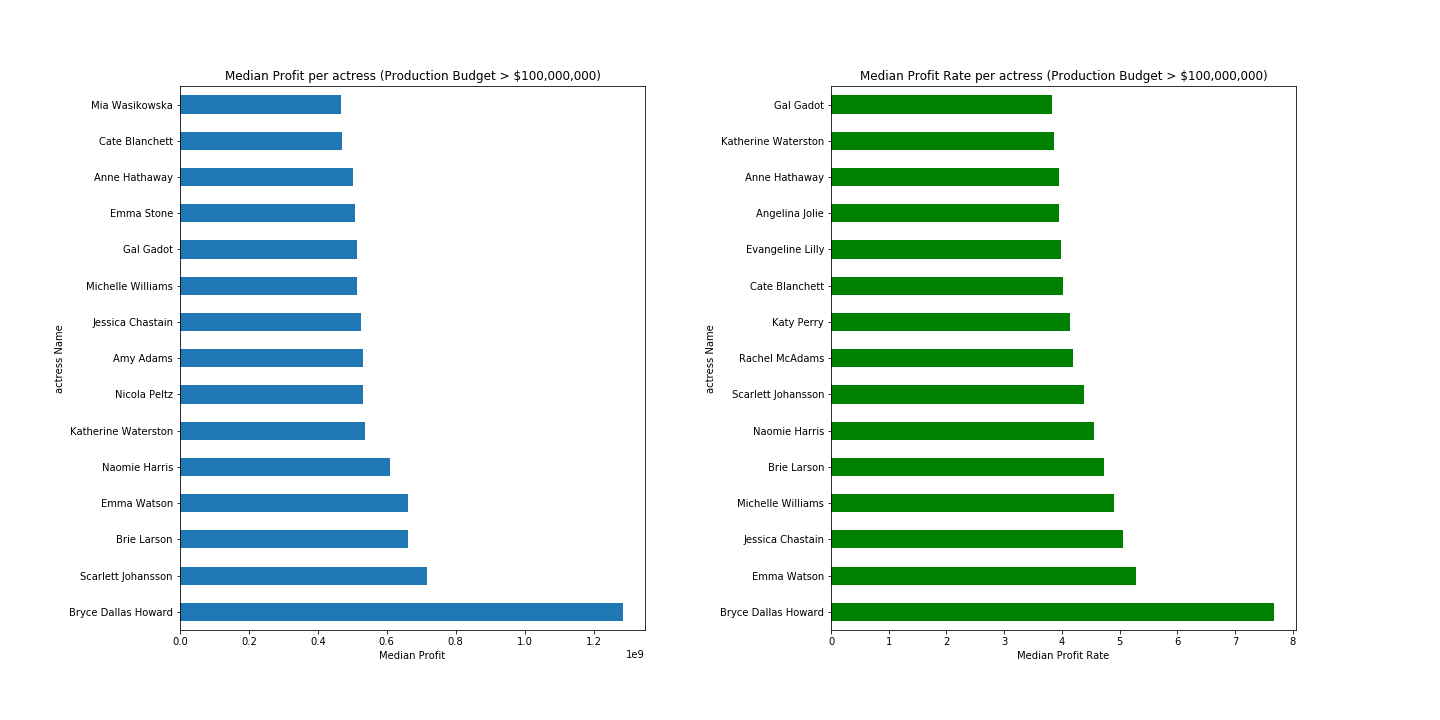 Median Profit per actress (Production Budget > $100,000,000)
actress Name
Mia Wasikowska
Cate Blanchett
Anne Hathaway
Emma Stone
Gal Gadot
Michelle Williams
Jessica Chastain
Amy Adams
Nicola Peltz
Katherine Waterston
Naomie Harris
Emma Watson
Brie Larson
Scarlett Johansson
Bryce Dallas Howard
0.0 0.2 0.4 0.6 0.8 1.0 1.2
1e9
Median Profit
Median Profit Rate per actress (Production Budget > $100,000,000)
actress Name
Gal Gadot
Katherine Waterston
Anne Hathaway
Angelina Jolie
Evangeline Lilly
Cate Blanchett
Katy Perry
Rachel McAdams
Scarlett Johansson
Naomie Harris
Brie Larson
Michelle Williams
Jessica Chastain
Emma Watson
Bryce Dallas Howard
0 1 2 3 4 5 6 7 8
Median Profit Rate